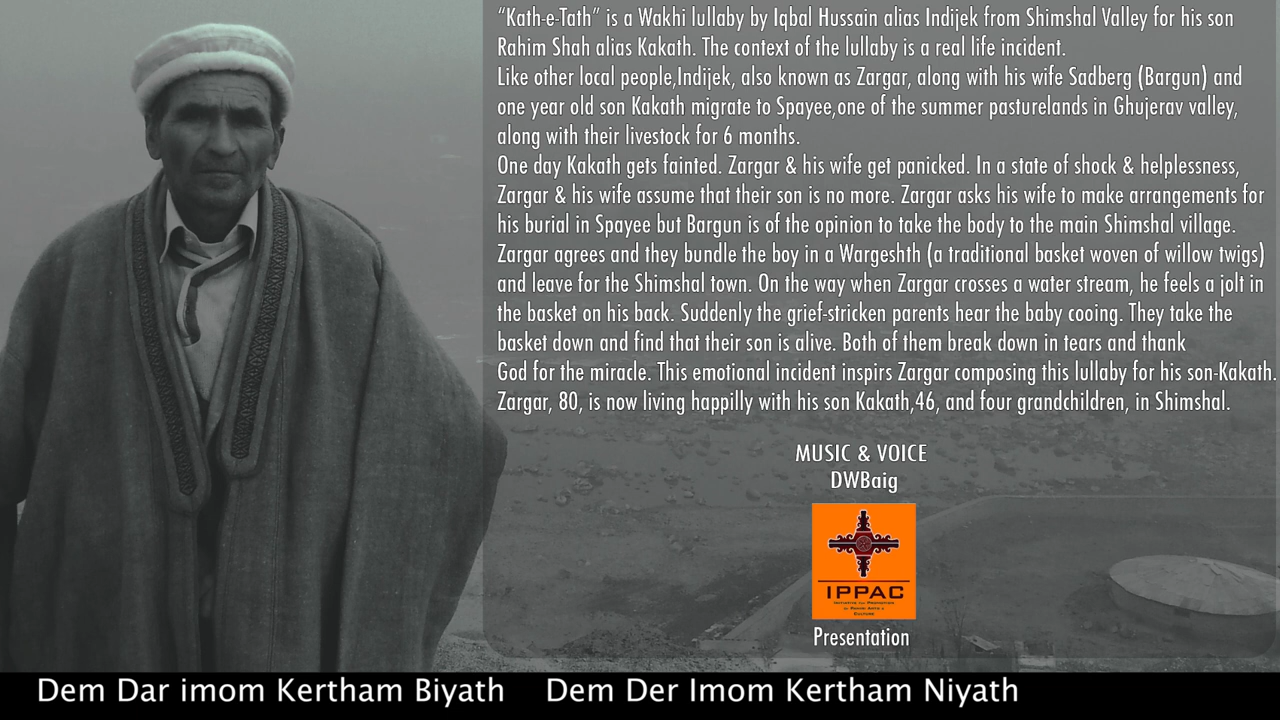 “Kath-e-Tath” is a Wakhi lullaby by Iqbal Hussain alias Indijek from Shimshal Valley for his son
Rahim Shah alias Kakath. The context of the lullaby is a real life incident.
Like other local people,Indijek, also known as Zargar, along with his wife Sadberg (Bargun) and
one year old son Kakath migrate to Spayee,one of the summer pasturelands in Ghujerav valley,
along with their livestock for 6 months.
One day Kakath gets fainted. Zargar & his wife get panicked. In a state of shock & helplessness,
Zargar & his wife assume that their son is no more. Zargar asks his wife to make arrangements for
his burial in Spayee but Bargun is of the opinion to take the body to the main Shimshal village.
Zargar agrees and they bundle the boy in a Wargeshth (a traditional basket woven of willow twigs)
and leave for the Shimshal town. On the way when Zargar crosses a water stream, he feels a jolt in
the basket on his back. Suddenly the grief-stricken parents hear the baby cooing. They take the
basket down and find that their son is alive. Both of them break down in tears and thank
God for the miracle. This emotional incident inspirs Zargar composing this lullaby for his son-Kakath.
Zargar, 80, is now living happilly with his son Kakath,46, and four grandchildren, in Shimshal.
MUSIC & VOICE
DWBaig
IPPAC
Initiative for Promotion
of Pamiri Arts &
Culture
Presentation
Dem Dar imom Kertham Biyath Dem Der Imom Kertham Niyath